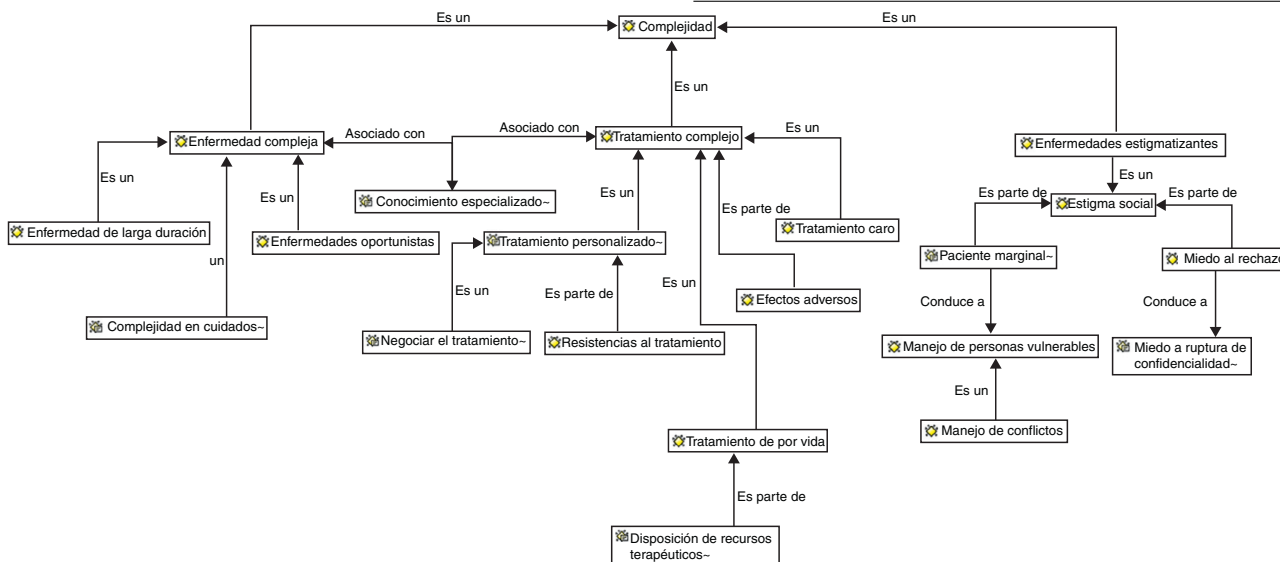 Es un
Complejidad
Es un
Es un
Enfermedad compleja
Asociado con
Asociado con
Tratamiento complejo
Es un
Enfermedades estigmatizantes
Es un
Es un
Conocimiento especializado~
Es un
Es parte de
Es un
Es parte de
Estigma social
Es parte de
Enfermedad de larga duración
Enfermedades oportunistas
Tratamiento personalizado~
Tratamiento caro
Paciente marginal~
Miedo al rechazo
un
Es un
Es parte de
Es un
Efectos adversos
Conduce a
Conduce a
Complejidad en cuidados~
Negociar el tratamiento~
Resistencias al tratamiento
Manejo de personas vulnerables
Miedo a ruptura de
confidencialidad~
Es un
Manejo de conflictos
Tratamiento de por vida
Es parte de
Disposición de recursos
terapéuticos~